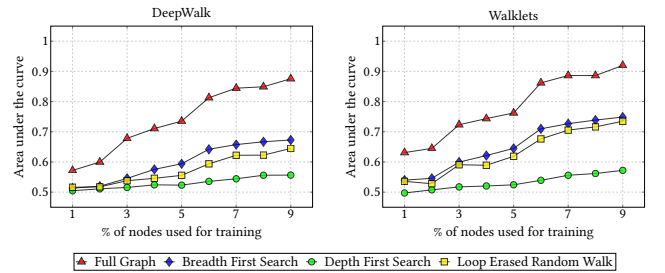 DeepWalk
Area under the curve
1
0.9
0.8
0.7
0.6
0.5
1 3 5 7 9
% of nodes used for training
Walklets
Area under the curve
1
0.9
0.8
0.7
0.6
0.5
1 3 5 7 9
% of nodes used for training
Full Graph Breadth First Search Depth First Search Loop Erased Random Walk